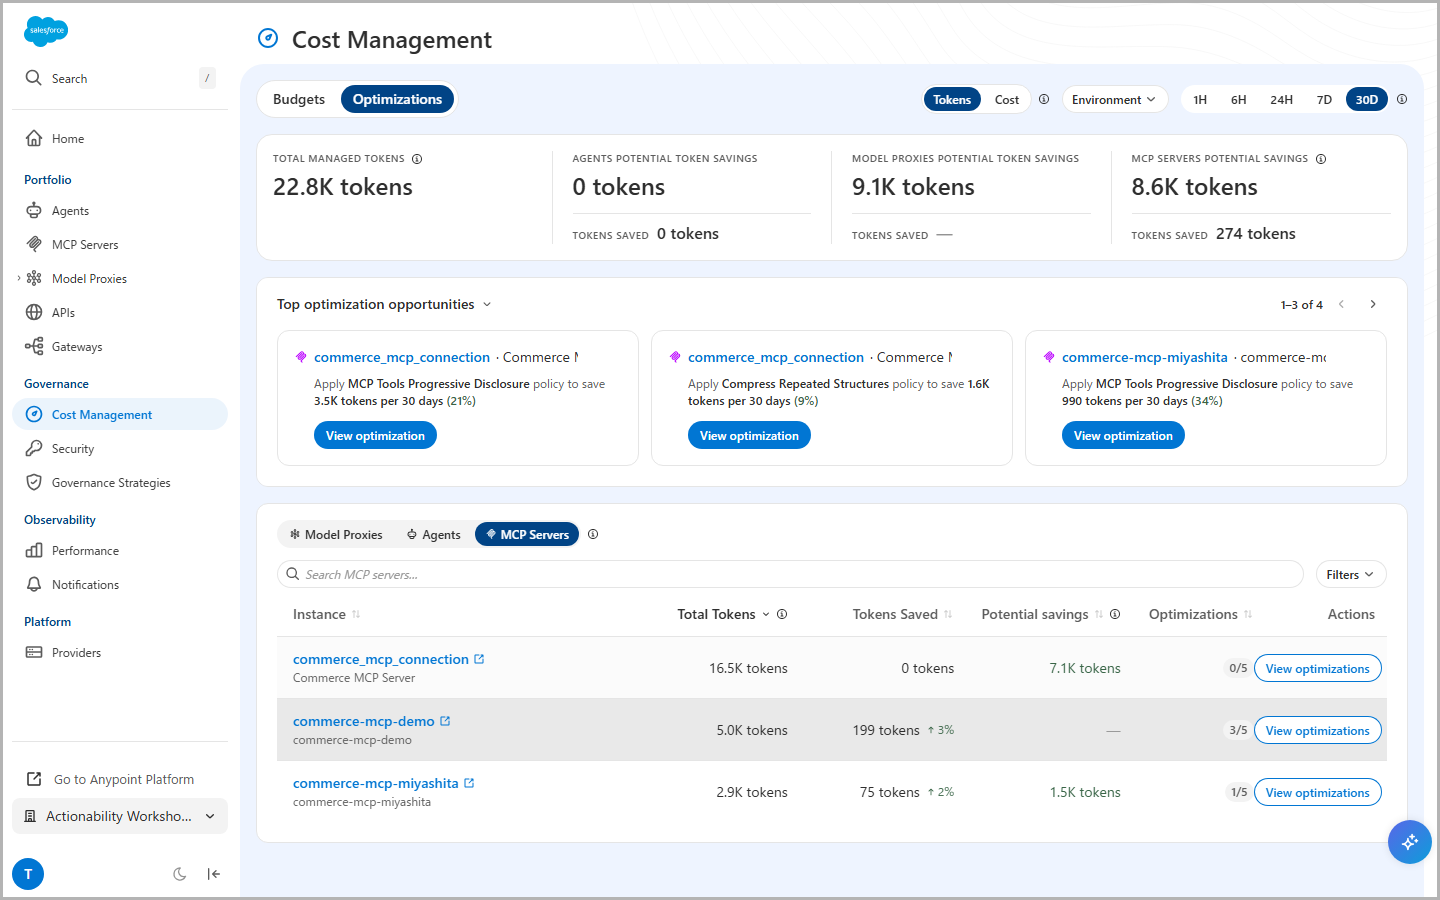 salesforce
Cost Management
Search /
Home
Portfolio
Agents
MCP Servers
Model Proxies
APIs
Gateways
Governance
Cost Management
Security
Governance Strategies
Observability
Performance
Notifications
Platform
Providers
Go to Anypoint Platform
Actionability Worksho...
T
Budgets Optimizations
Tokens Cost Environment 1H 6H 24H 7D 30D
TOTAL MANAGED TOKENS
22.8K tokens
AGENTS POTENTIAL TOKEN SAVINGS
0 tokens
TOKENS SAVED 0 tokens
MODEL PROXIES POTENTIAL TOKEN SAVINGS
9.1K tokens
TOKENS SAVED —
MCP SERVERS POTENTIAL SAVINGS
8.6K tokens
TOKENS SAVED 274 tokens
Top optimization opportunities
1–3 of 4
commerce_mcp_connection · Commerce
Apply MCP Tools Progressive Disclosure policy to save
3.5K tokens per 30 days (21%)
View optimization
commerce_mcp_connection · Commerce
Apply Compress Repeated Structures policy to save 1.6K
tokens per 30 days (9%)
View optimization
commerce-mcp-miyashita · commerce-mc
Apply MCP Tools Progressive Disclosure policy to save
990 tokens per 30 days (34%)
View optimization
Model Proxies Agents MCP Servers
Search MCP servers...
Filters
Instance Total Tokens Tokens Saved Potential savings Optimizations Actions
commerce_mcp_connection
Commerce MCP Server
16.5K tokens 0 tokens 7.1K tokens 0/5 View optimizations
commerce-mcp-demo
commerce-mcp-demo
5.0K tokens 199 tokens ↑ 3% — 3/5 View optimizations
commerce-mcp-miyashita
commerce-mcp-miyashita
2.9K tokens 75 tokens ↑ 2% 1.5K tokens 1/5 View optimizations